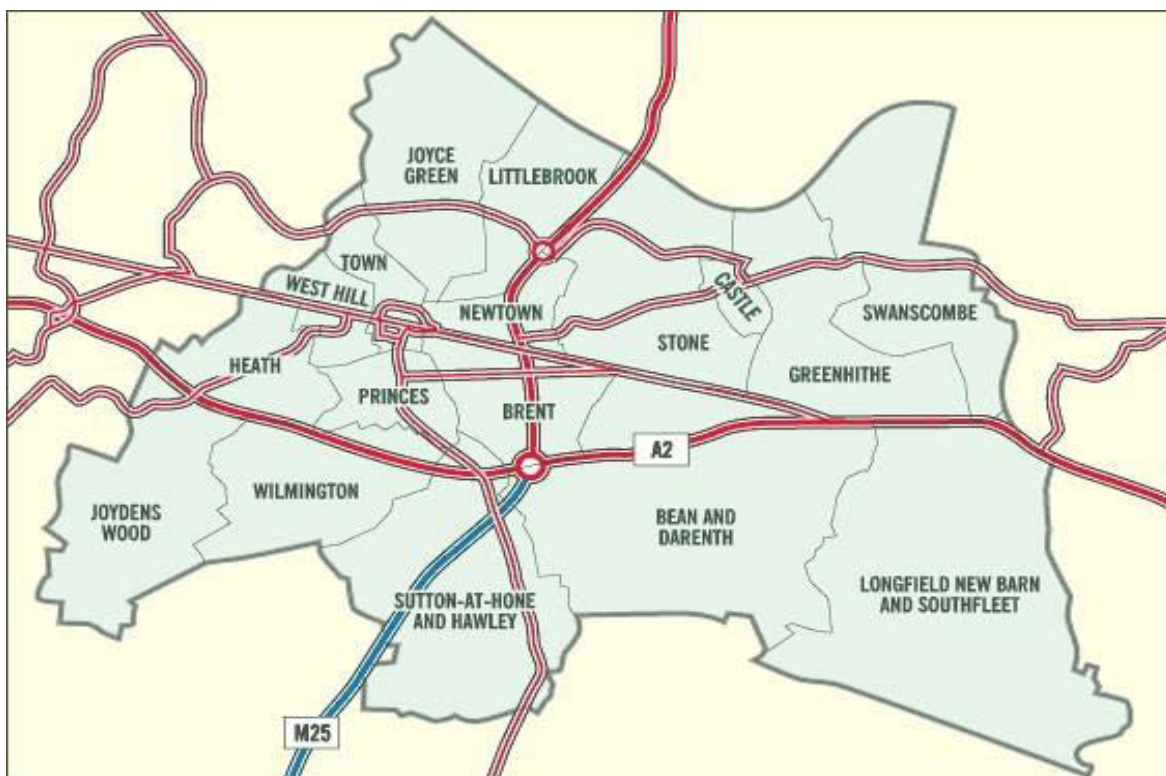 JOYCE
GREEN
LITTLEBROOK
TOWN
WEST HILL
CASTLE
NEWTOWN
SWANSCOMBE
STONE
HEATH
GREENHITHE
PRINCES
BRENT
A2
WILMINGTON
JOYDENS
WOOD
BEAN AND
DARENTH
LONGFIELD NEW BARN
AND SOUTHFLEET
SUTTON-AT-HONE
AND HAWLEY
M25